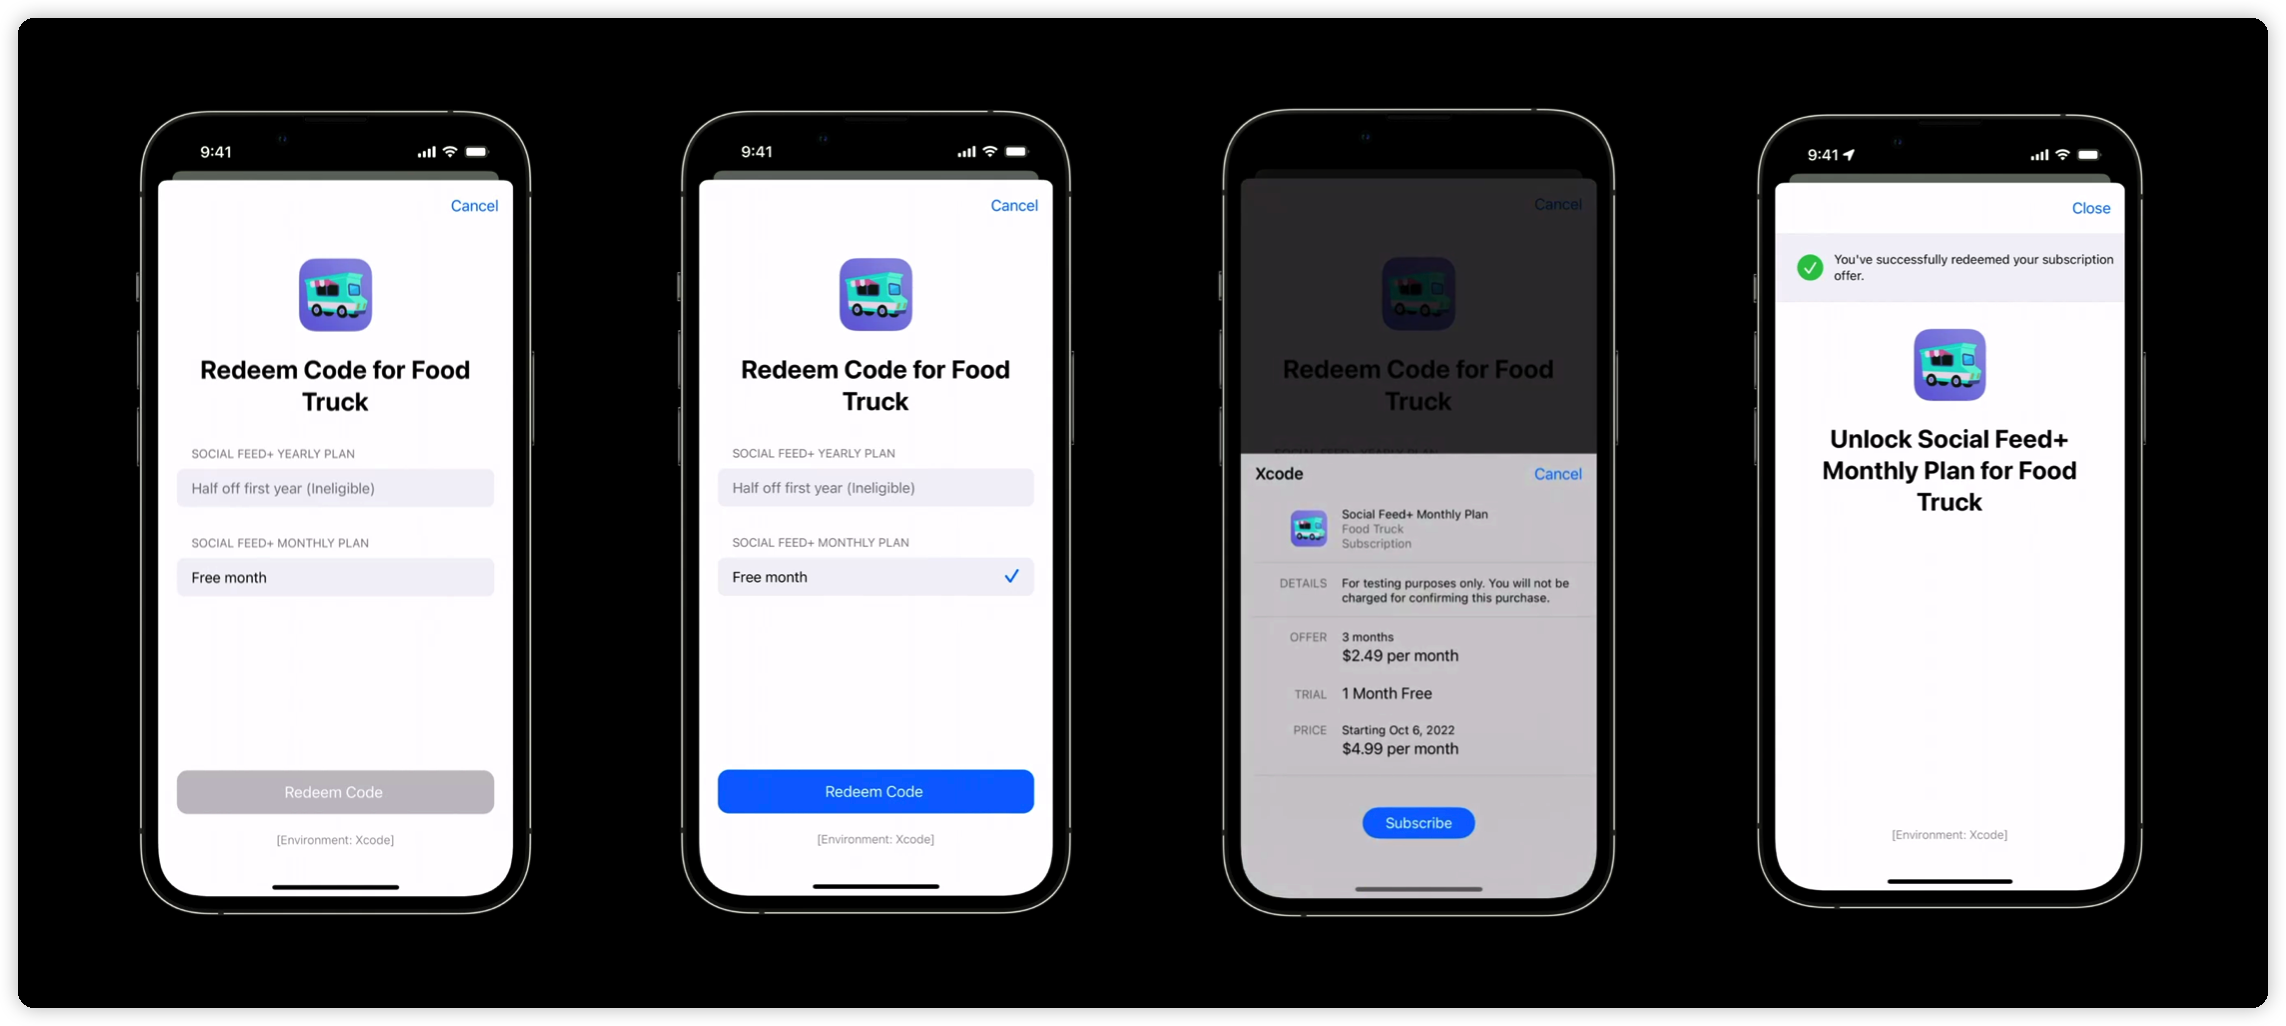 9:41
Cancel
Redeem Code for Food
Truck
SOCIAL FEED+ YEARLY PLAN
Half off first year (Ineligible)
SOCIAL FEED+ MONTHLY PLAN
Free month
Redeem Code
[Environment: Xcode]
9:41
Cancel
Redeem Code for Food
Truck
SOCIAL FEED+ YEARLY PLAN
Half off first year (Ineligible)
SOCIAL FEED+ MONTHLY PLAN
Free month
Redeem Code
[Environment: Xcode]
Cancel
Redeem Code for Food
Truck
SOCIAL FEED+ YEARLY PLAN
Xcode
Cancel
Social Feed+ Monthly Plan
Food Truck
Subscription
DETAILS For testing purposes only. You will not be
charged for confirming this purchase.
OFFER 3 months
$2.49 per month
TRIAL 1 Month Free
PRICE Starting Oct 6, 2022
$4.99 per month
Subscribe
9:41
Close
You've successfully redeemed your subscription
offer.
Unlock Social Feed+
Monthly Plan for Food
Truck
[Environment: Xcode]